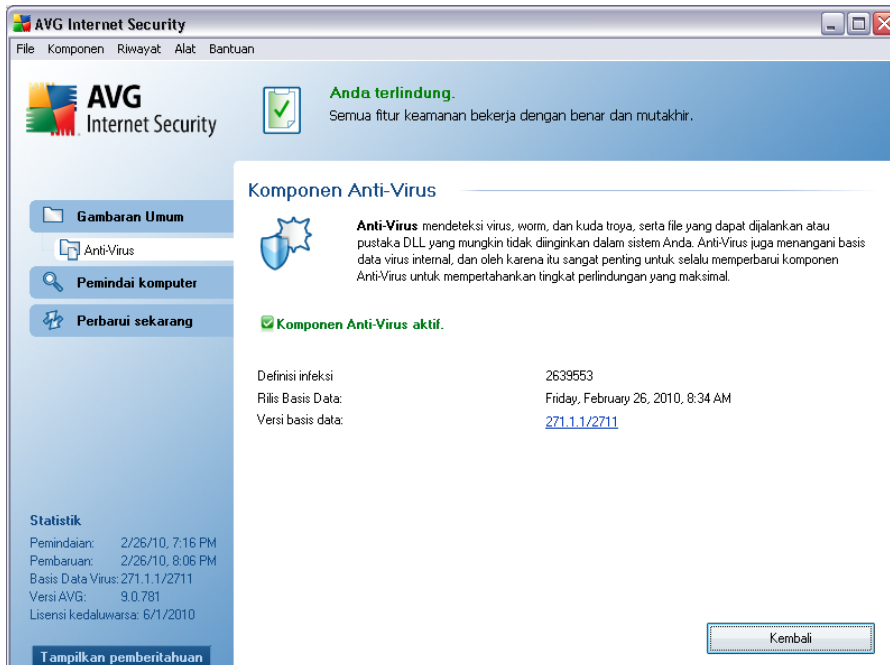 AVG Internet Security
File Komponen Riwayat Alat Bantuan
AVG
Internet Security
Anda terlindung.
Semua fitur keamanan bekerja dengan benar dan mutakhir.
Gambaran Umum
Anti-Virus
Pemindai komputer
Perbarui sekarang
Komponen Anti-Virus
Anti-Virus mendeteksi virus, worm, dan kuda troya, serta file yang dapat dijalankan atau
pustaka DLL yang mungkin tidak diinginkan dalam sistem Anda. Anti-Virus juga menangani basis
data virus internal, dan oleh karena itu sangat penting untuk selalu memperbarui komponen
Anti-Virus untuk mempertahankan tingkat perlindungan yang maksimal.
Komponen Anti-Virus aktif.
Definisi infeksi 2639553
Rilis Basis Data: Friday, February 26, 2010, 8:34 AM
Versi basis data: 271.1.1/2711
Statistik
Pemindaian: 2/26/10, 7:16 PM
Pembaruan: 2/26/10, 8:06 PM
Basis Data Virus: 271.1.1/2711
Versi AVG: 9.0.781
Lisensi kedaluwarsa: 6/1/2010
Tampilkan pemberitahuan
Kembali